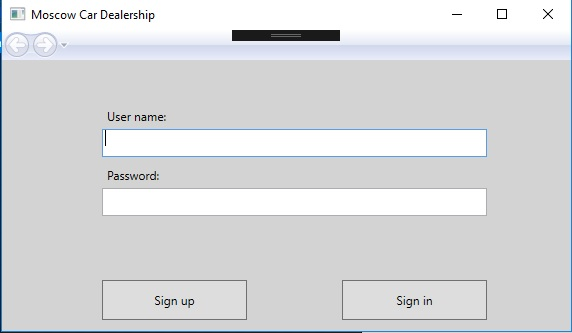 Moscow Car Dealership
User name:
Password:
Sign up
Sign in